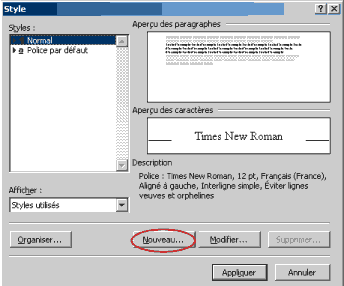 Style
Styles :
Normal
a Police par défaut
Aperçu des paragraphes
Aperçu des caractères
Times New Roman
Description
Police : Times New Roman, 12 pt, Français (France),
Aligné à gauche, Interligne simple, Éviter lignes
veuves et orphelines
Afficher :
Styles utilisés
Organiser...
Nouveau...
Modifier...
Supprimer...
Appliquer
Annuler